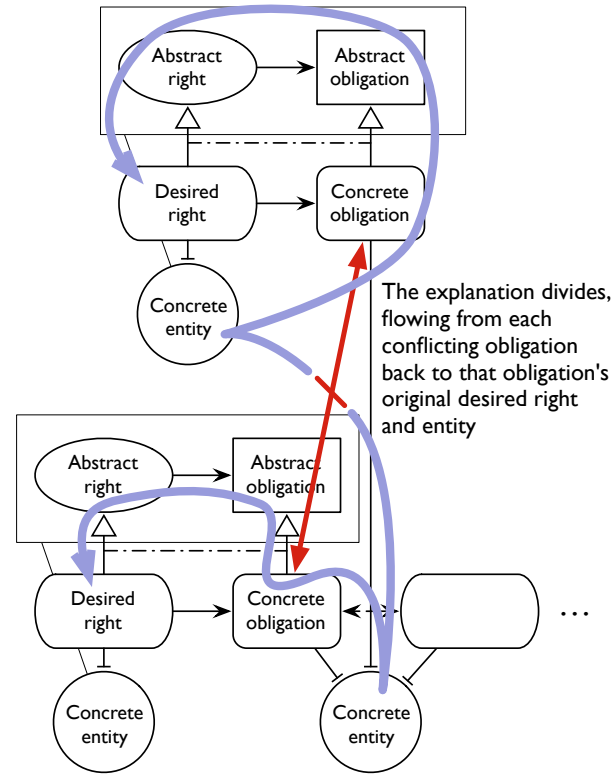 Abstract
right
Abstract
obligation
Desired
right
Concrete
obligation
Concrete
entity
The explanation divides,
flowing from each
conflicting obligation
back to that obligation's
original desired right
and entity
Abstract
right
Abstract
obligation
Desired
right
Concrete
obligation
...
Concrete
entity
Concrete
entity